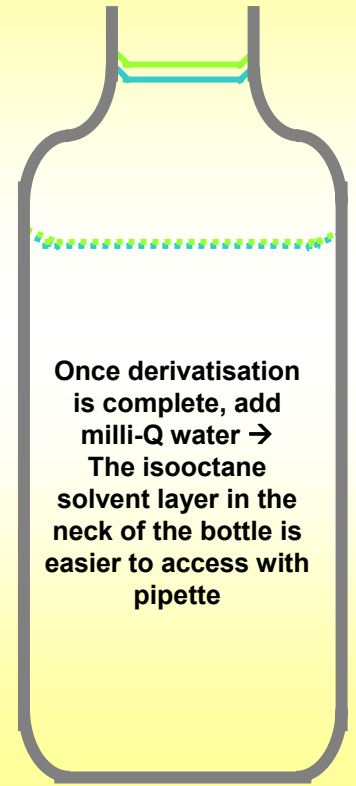 Once derivatisation
is complete, add
milli-Q water →
The isooctane
solvent layer in the
neck of the bottle is
easier to access with
pipette